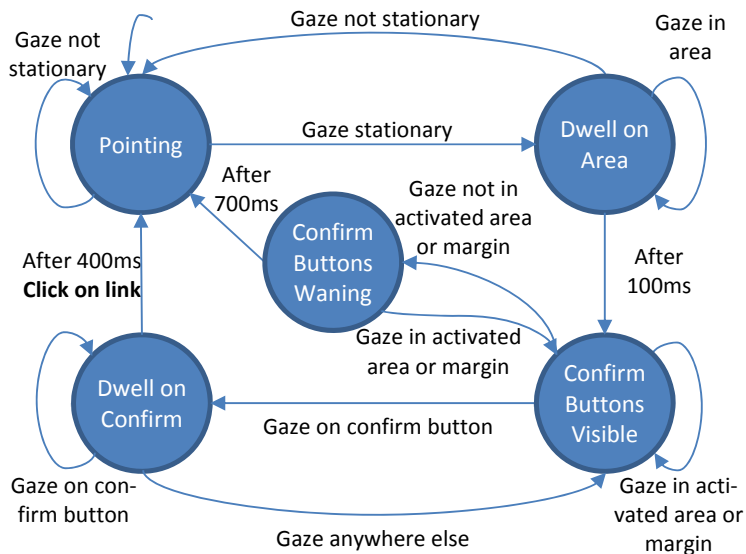 Gaze not stationary
Gaze not
stationary
Gaze in
area
Pointing
Gaze stationary
Dwell on
Area
After
700ms
Gaze not in
activated area
or margin
Confirm
Buttons
Waning
After 400ms
Click on link
After
100ms
Gaze in activated
area or margin
Dwell on
Confirm
Gaze on confirm button
Confirm
Buttons
Visible
Gaze on con-
firm button
Gaze in acti-
vated area or
margin
Gaze anywhere else